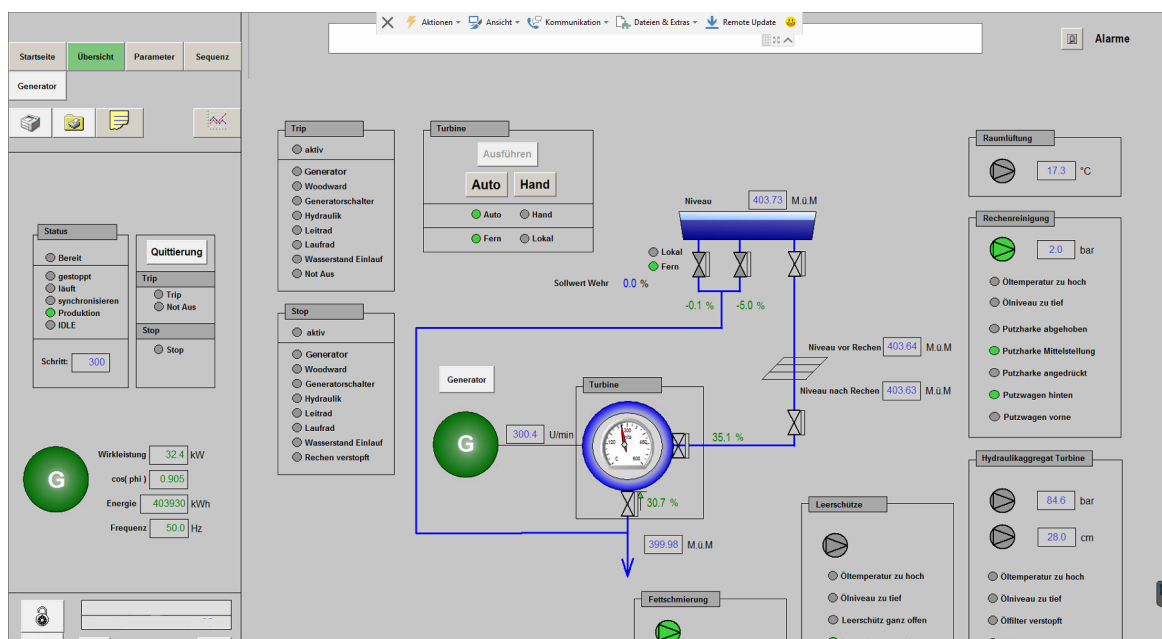 Aktionen Ansicht Kommunikation Dateien & Extras Remote Update
Alarme
Startseite Übersicht Parameter Sequenz
Generator
Trip
aktiv
Generator
Woodward
Generatorschalter
Hydraulik
Leitrad
Laufrad
Wasserstand Einlauf
Not Aus
Turbine
Ausführen
Auto Hand
Auto Hand
Fern Lokal
Niveau 403.73 M.ü.M
Lokal
Fern
Sollwert Wehr 0.0 %
-0.1 % -5.0 %
Raumlüftung
17.3 °C
Rechenreinigung
2.0 bar
Öltemperatur zu hoch
Ölniveau zu tief
Putzharke abgehoben
Putzharke Mittelstellung
Putzharke angedrückt
Putzwagen hinten
Putzwagen vorne
Status
Bereit
gestoppt
läuft
synchronisieren
Produktion
IDLE
Schritt: 300
Quittierung
Trip
Trip
Not Aus
Stop
Stop
Stop
aktiv
Generator
Woodward
Generatorschalter
Hydraulik
Leitrad
Laufrad
Wasserstand Einlauf
Rechen verstopft
Niveau vor Rechen 403.64 M.ü.M
Niveau nach Rechen 403.63 M.ü.M
Generator
G
300.4 U/min
Turbine
35.1 %
30.7 %
399.98 M.ü.M
G
Wirkleistung 32.4 kW
cos( phi ) 0.905
Energie 403930 kWh
Frequenz 50.0 Hz
Hydraulikaggregat Turbine
84.6 bar
28.0 cm
Öltemperatur zu hoch
Ölniveau zu tief
Ölfilter verstopft
Leerschütze
Öltemperatur zu hoch
Ölniveau zu tief
Leerschütz ganz offen
Fettschmierung